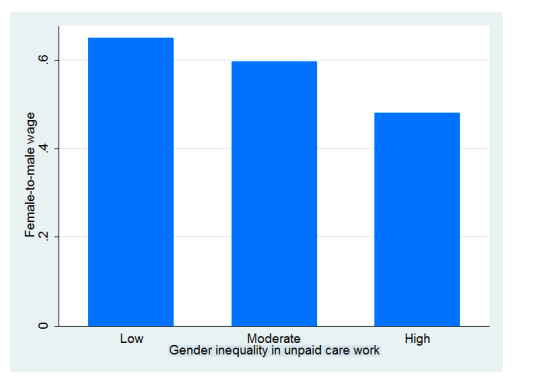 Female-to-male wage
.6
.4
.2
0
Low Moderate High
Gender inequality in unpaid care work